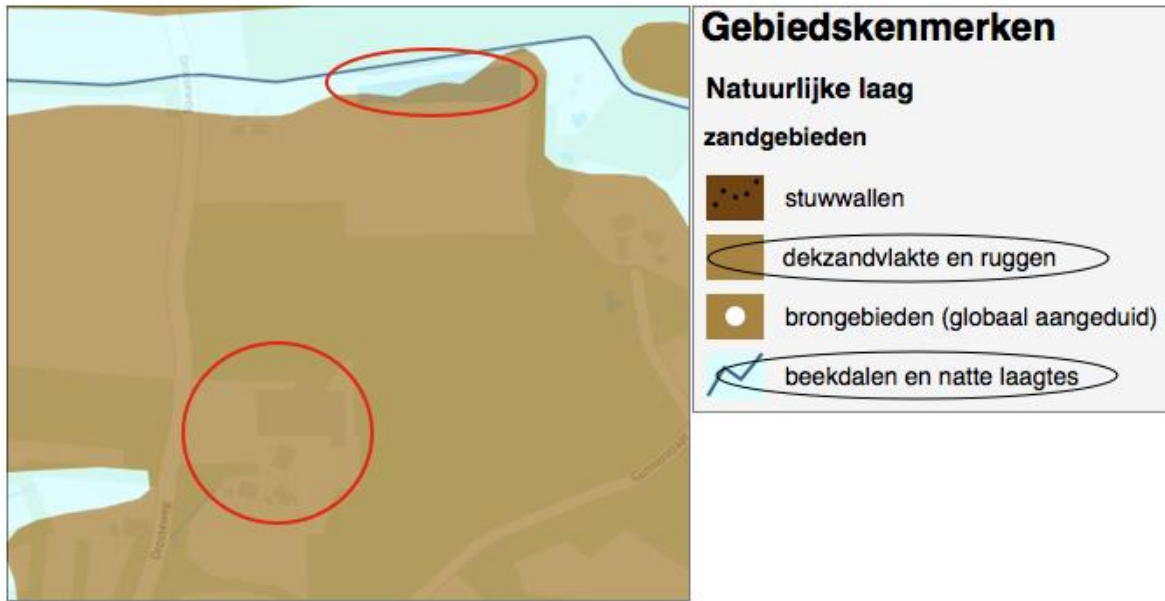 Gebiedskenmerken
Natuurlijke laag
zandgebieden
stuwwallen
dekzandvlakte en ruggen
brongebieden (globaal aangeduid)
beekdalen en natte laagtes